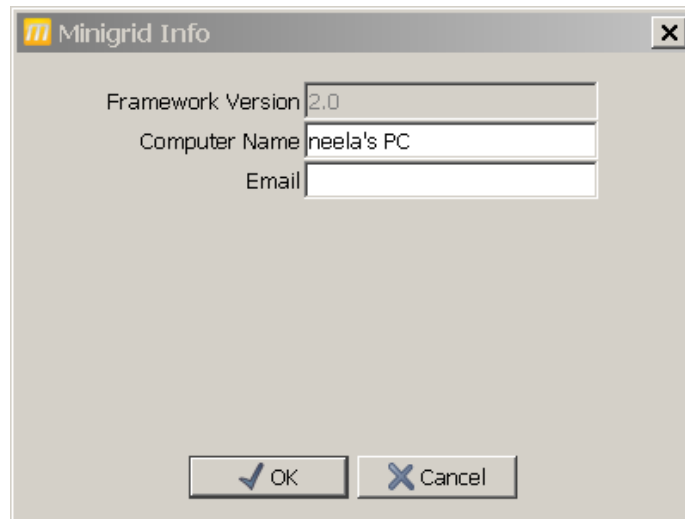 Minigrid Info
Framework Version 2.0
Computer Name neela's PC
Email
OK Cancel